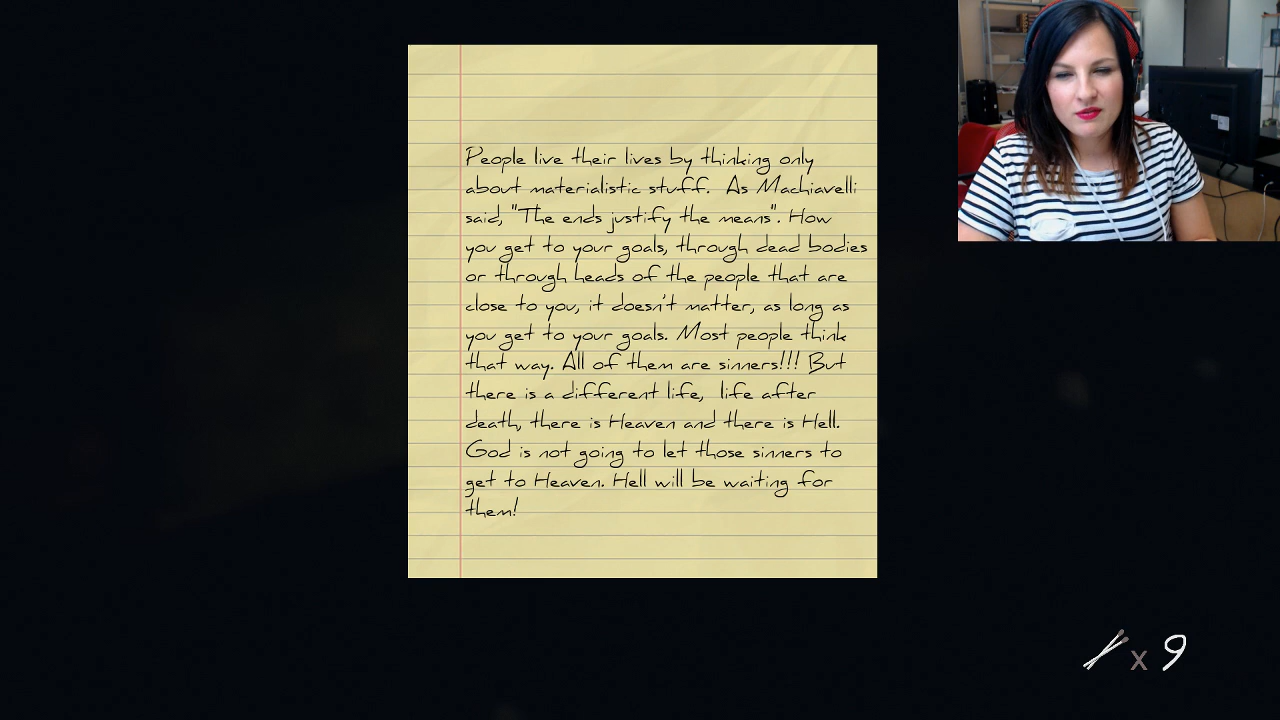 People live their lives by thinking only
about materialistic stuff. As Machiavelli
said, "The ends justify the means". How
you get to your goals, through dead bodies
or through heads of the people that are
close to you, it doesn't matter, as long as
you get to your goals. Most people think
that way. All of them are sinners!!! But
there is a different life, life after
death, there is Heaven and there is Hell.
God is not going to let those sinners to
get to Heaven. Hell will be waiting for
them!
x 9